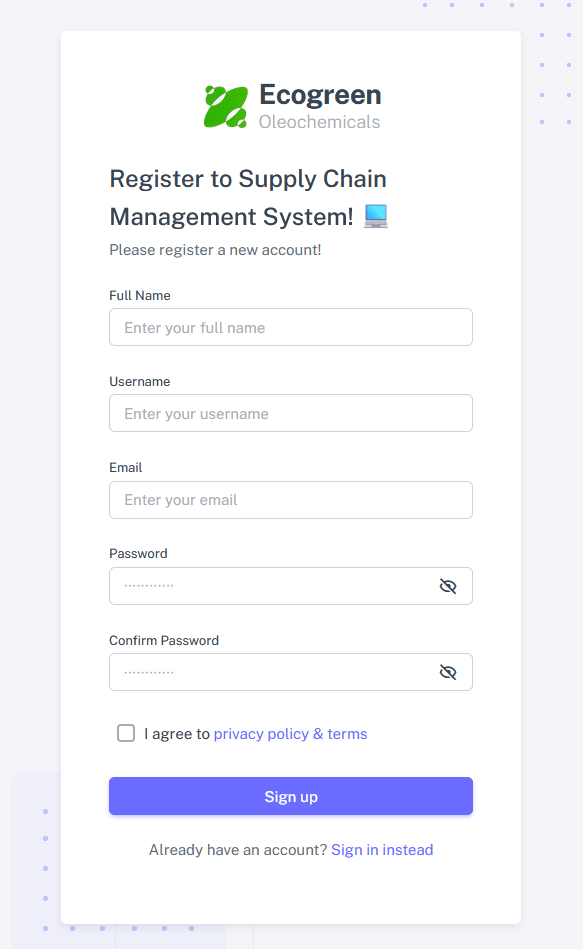 Ecogreen
Oleochemicals
Register to Supply Chain
Management System! 💻
Please register a new account!
Full Name
Enter your full name
Username
Enter your username
Email
Enter your email
Password
············
Confirm Password
············
I agree to privacy policy & terms
Sign up
Already have an account? Sign in instead